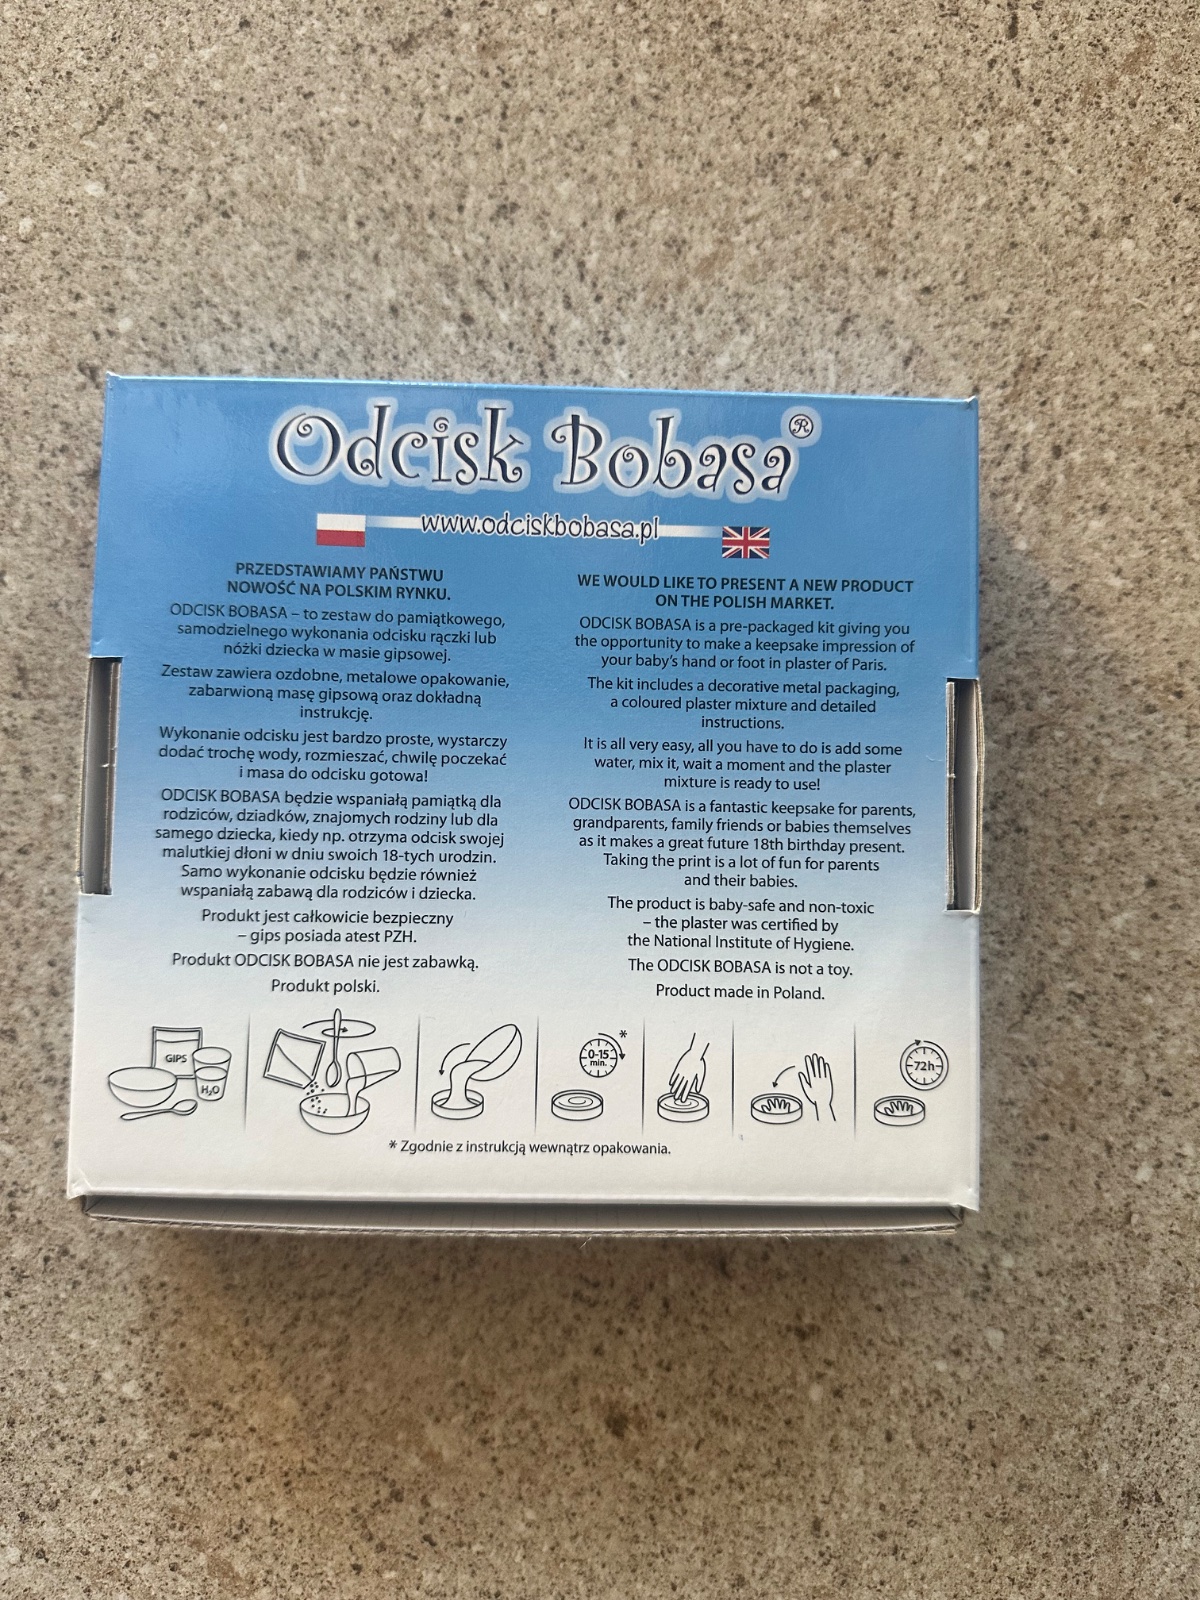 Odcisk Bobasa®
www.odciskbobasa.pl
PRZEDSTAWIAMY PAŃSTWU
NOWOŚĆ NA POLSKIM RYNKU.
ODCISK BOBASA – to zestaw do pamiątkowego,
samodzielnego wykonania odcisku rączki lub
nóżki dziecka w masie gipsowej.
Zestaw zawiera ozdobne, metalowe opakowanie,
zabarwioną masę gipsową oraz dokładną
instrukcję.
Wykonanie odcisku jest bardzo proste, wystarczy
dodać trochę wody, rozmieszać, chwilę poczekać
i masa do odcisku gotowa!
ODCISK BOBASA będzie wspaniałą pamiątką dla
rodziców, dziadków, znajomych rodziny lub dla
samego dziecka, kiedy np. otrzyma odcisk swojej
malutkiej dłoni w dniu swoich 18-tych urodzin.
Samo wykonanie odcisku będzie również
wspaniałą zabawą dla rodziców i dziecka.
Produkt jest całkowicie bezpieczny
– gips posiada atest PZH.
Produkt ODCISK BOBASA nie jest zabawką.
Produkt polski.
WE WOULD LIKE TO PRESENT A NEW PRODUCT
ON THE POLISH MARKET.
ODCISK BOBASA is a pre-packaged kit giving you
the opportunity to make a keepsake impression of
your baby's hand or foot in plaster of Paris.
The kit includes a decorative metal packaging,
a coloured plaster mixture and detailed
instructions.
It is all very easy, all you have to do is add some
water, mix it, wait a moment and the plaster
mixture is ready to use!
ODCISK BOBASA is a fantastic keepsake for parents,
grandparents, family friends or babies themselves
as it makes a great future 18th birthday present.
Taking the print is a lot of fun for parents
and their babies.
The product is baby-safe and non-toxic
– the plaster was certified by
the National Institute of Hygiene.
The ODCISK BOBASA is not a toy.
Product made in Poland.
GIPS
H₂O
0-15
min.
*
72h
* Zgodnie z instrukcją wewnątrz opakowania.